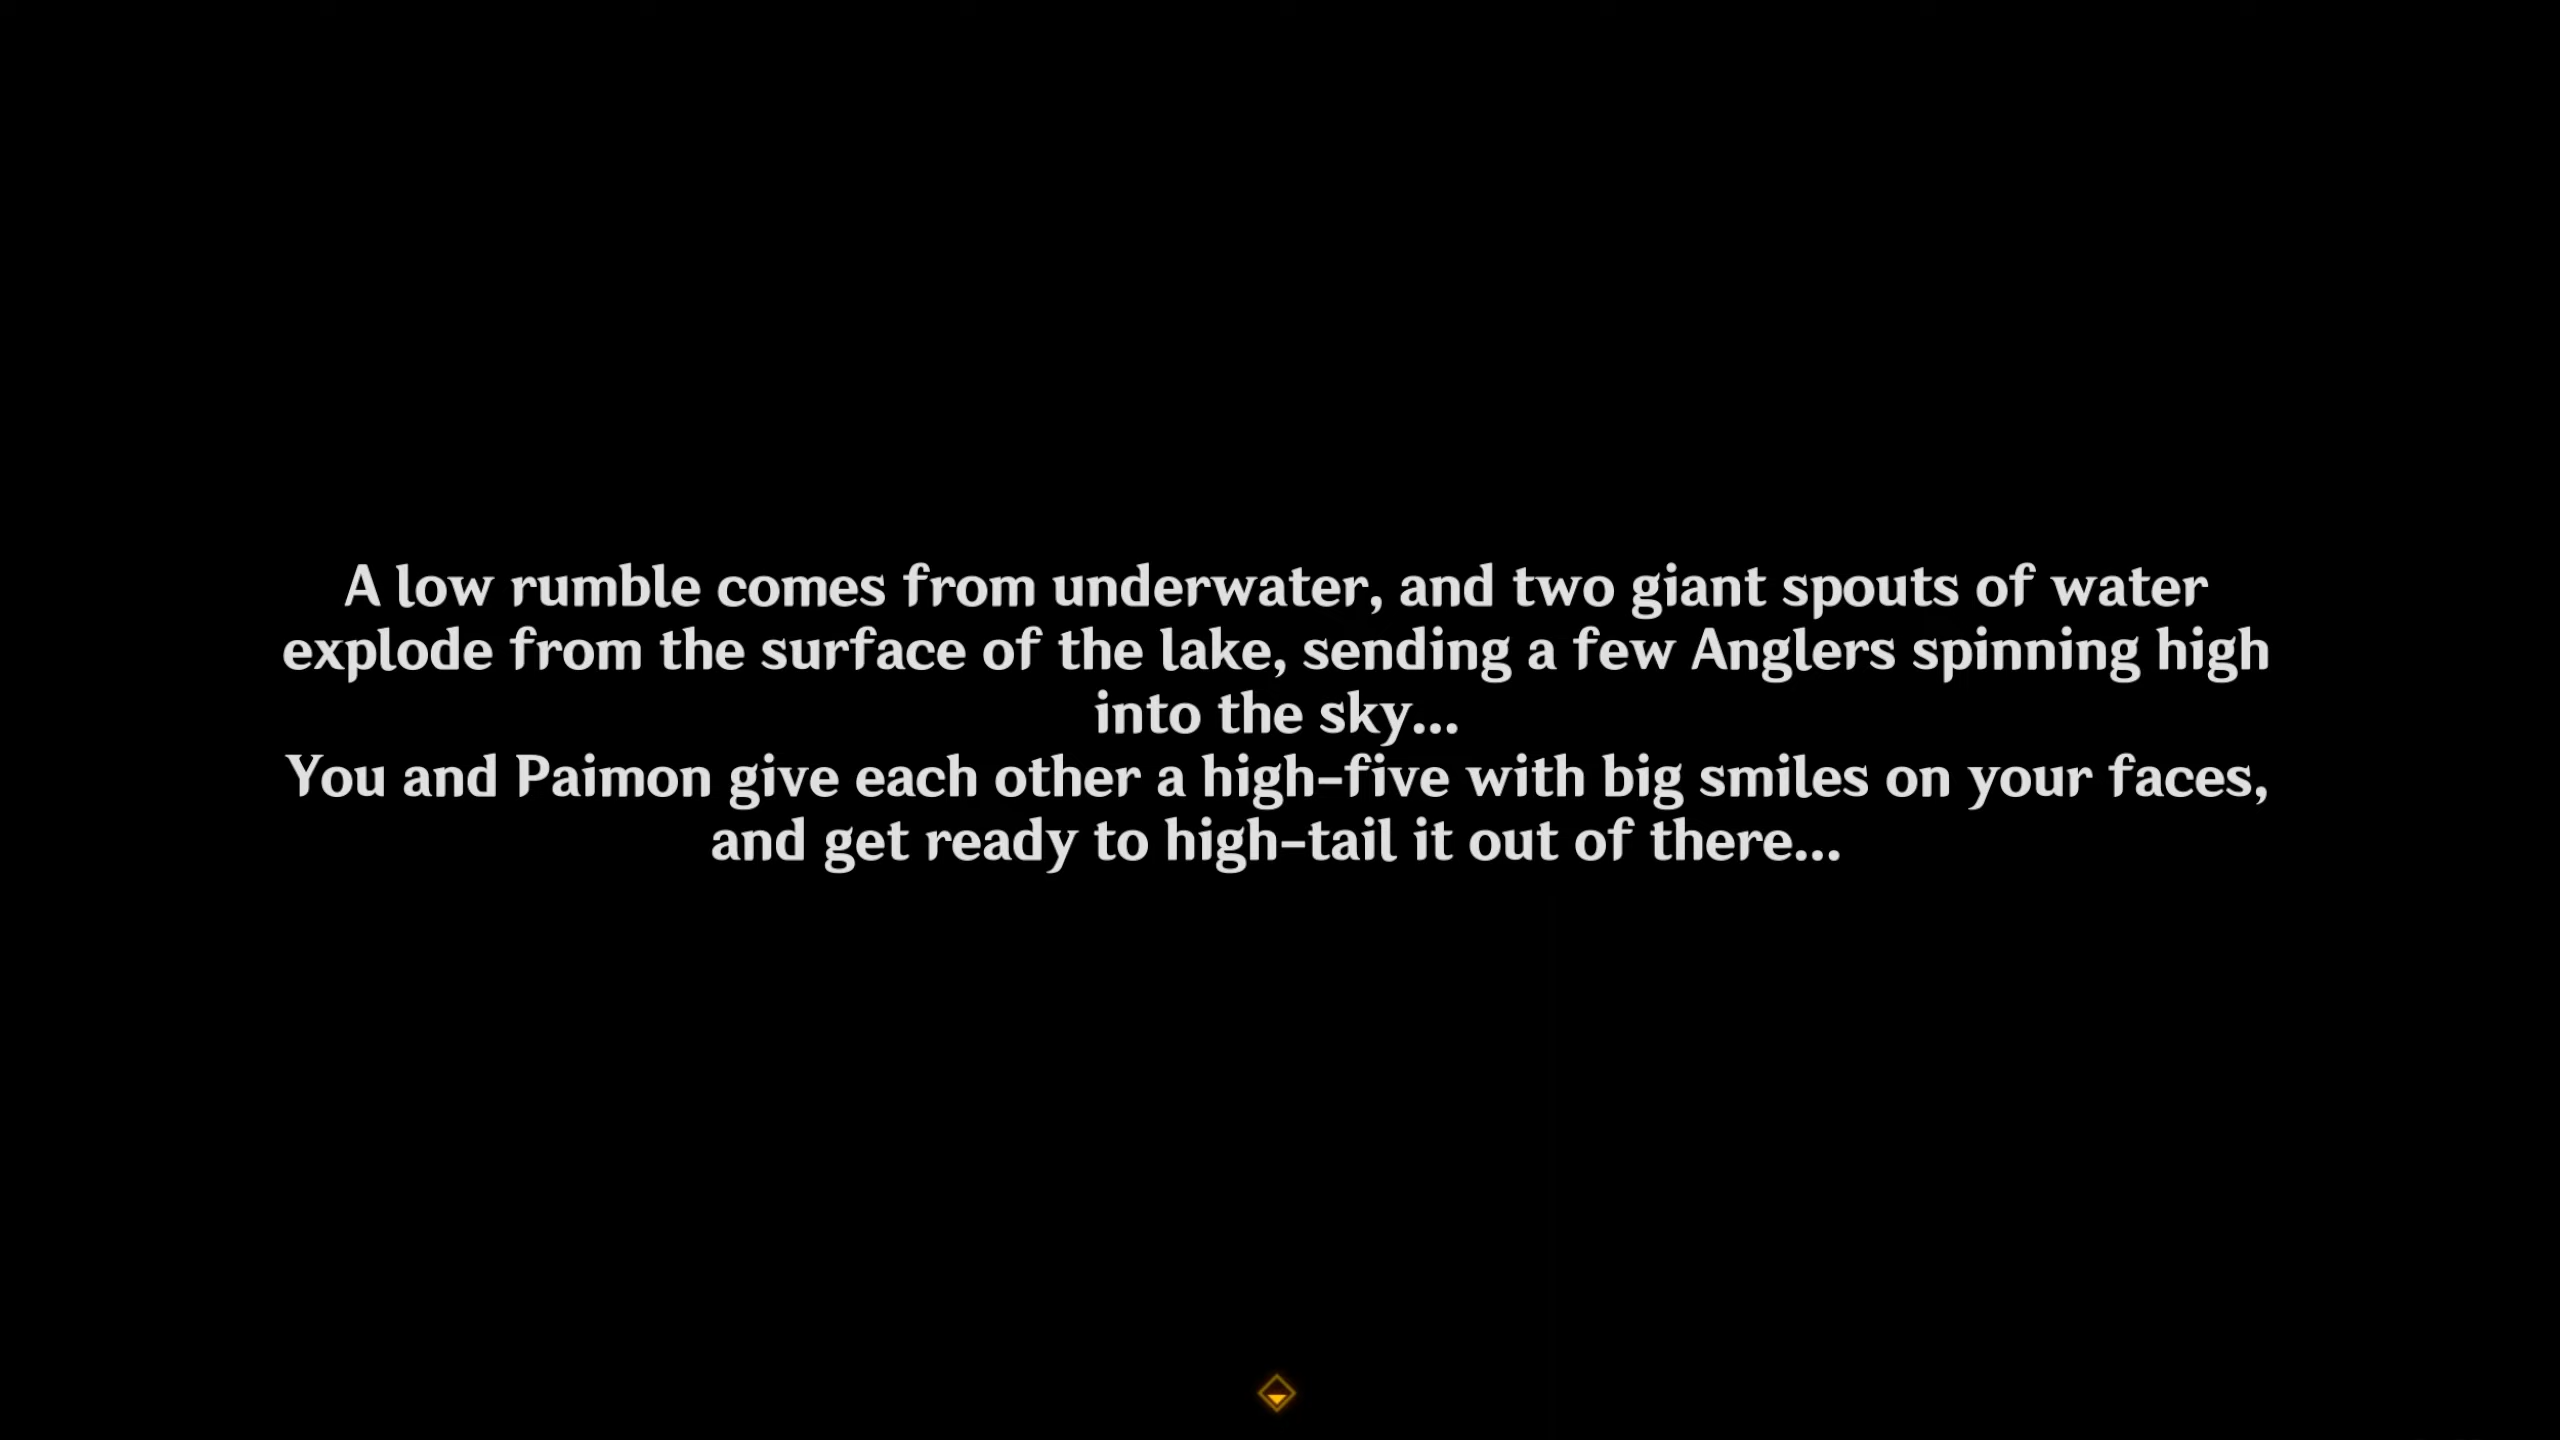 A low rumble comes from underwater, and two giant spouts of water
explode from the surface of the lake, sending a few Anglers spinning high
into the sky...
You and Paimon give each other a high-five with big smiles on your faces,
and get ready to high-tail it out of there...